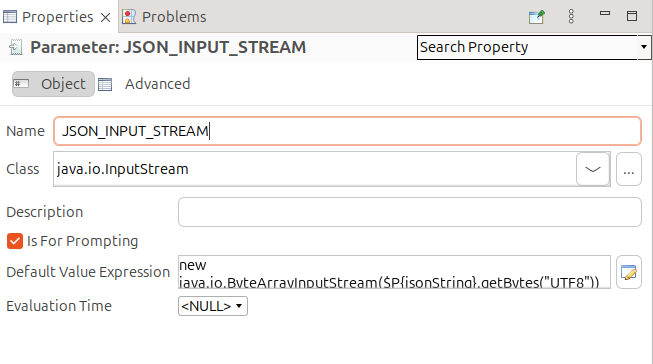 Properties
Problems
Parameter: JSON_INPUT_STREAM
Search Property
Object
Advanced
Name
JSON_INPUT_STREAM
Class
java.io.InputStream
...
Description
Is For Prompting
Default Value Expression
new
java.io.ByteArrayInputStream($P{jsonString}.getBytes("UTF8"))
Evaluation Time
<NULL>